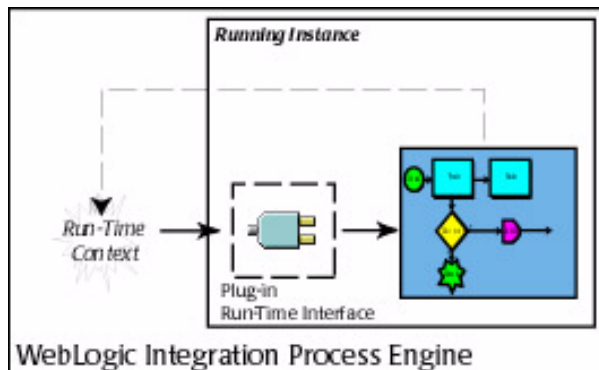 Running Instance
Run-Time
Context
Plug-in
Run-Time Interface
WebLogic Integration Process Engine